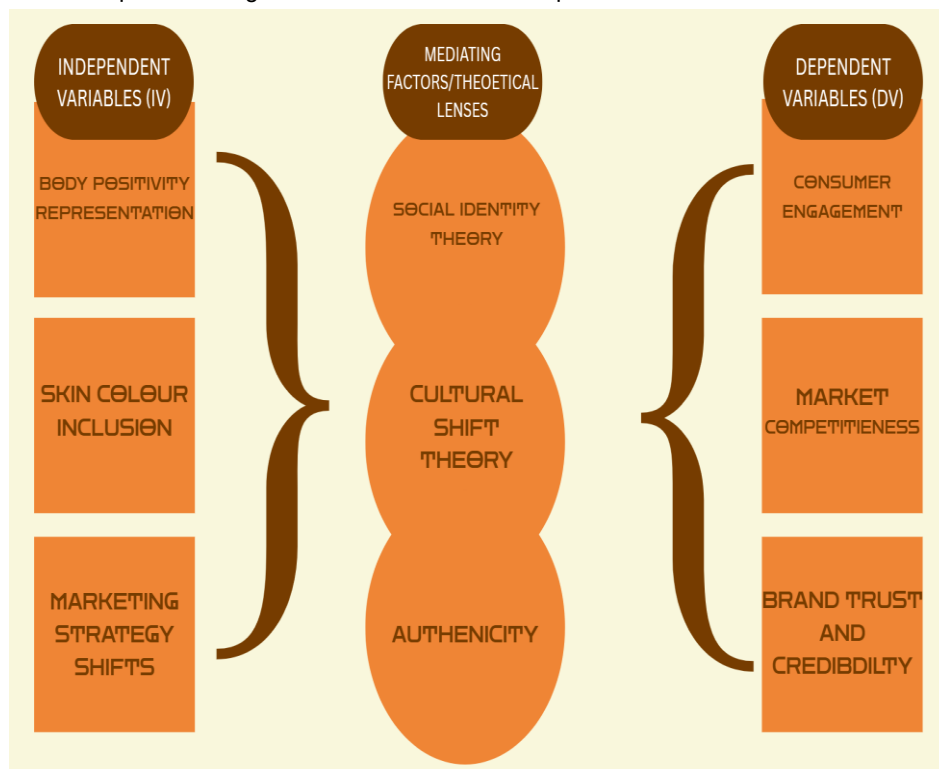 INDEPENDENT
VARIABLES (IV)
BODY POSITIVITY
REPRESENTATION
SKIN COLOUR
INCLUSION
MARKETING
STRATEGY
SHIFTS
MEDIATING
FACTORS/THEOETICAL
LENSES
SOCIAL IDENTITY
THEORY
CULTURAL
SHIFT
THEORY
AUTHENICITY
DEPENDENT
VARIABLES (DV)
CONSUMER
ENGAGEMENT
MARKET
COMPETITIENESS
BRAND TRUST
AND
CREDIBDILTY